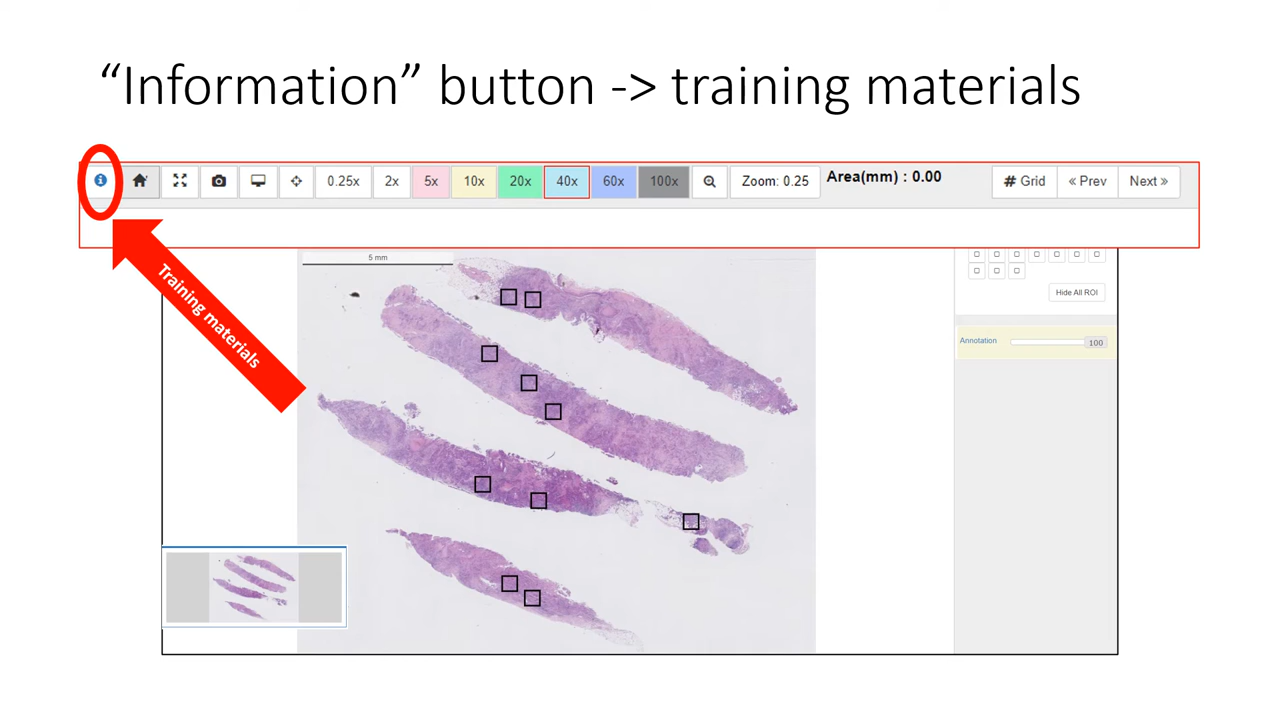 “Information” button -> training materials
0.25x 2x 5x 10x 20x 40x 60x 100x Zoom: 0.25 Area(mm) : 0.00 # Grid « Prev Next »
Training materials
5 mm
Hide All ROI
Annotation 100